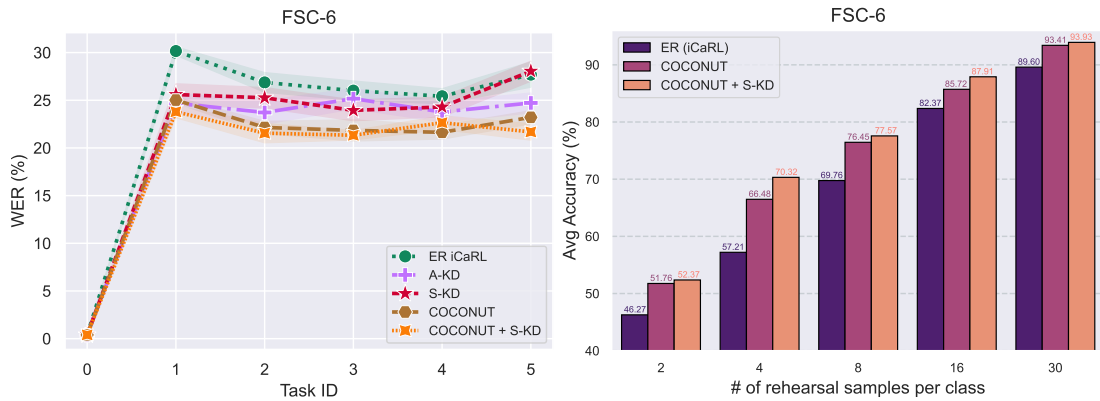 FSC-6
WER (%)
30
25
20
15
10
5
0
0 1 2 3 4 5
Task ID
ER iCaRL
A-KD
S-KD
COCONUT
COCONUT + S-KD
FSC-6
Avg Accuracy (%)
90
80
70
60
50
40
ER (iCaRL)
COCONUT
COCONUT + S-KD
46.27 51.76 52.37
57.21 66.48 70.32
69.76 76.45 77.57
82.37 85.72 87.91
89.60 93.41 93.93
2 4 8 16 30
# of rehearsal samples per class